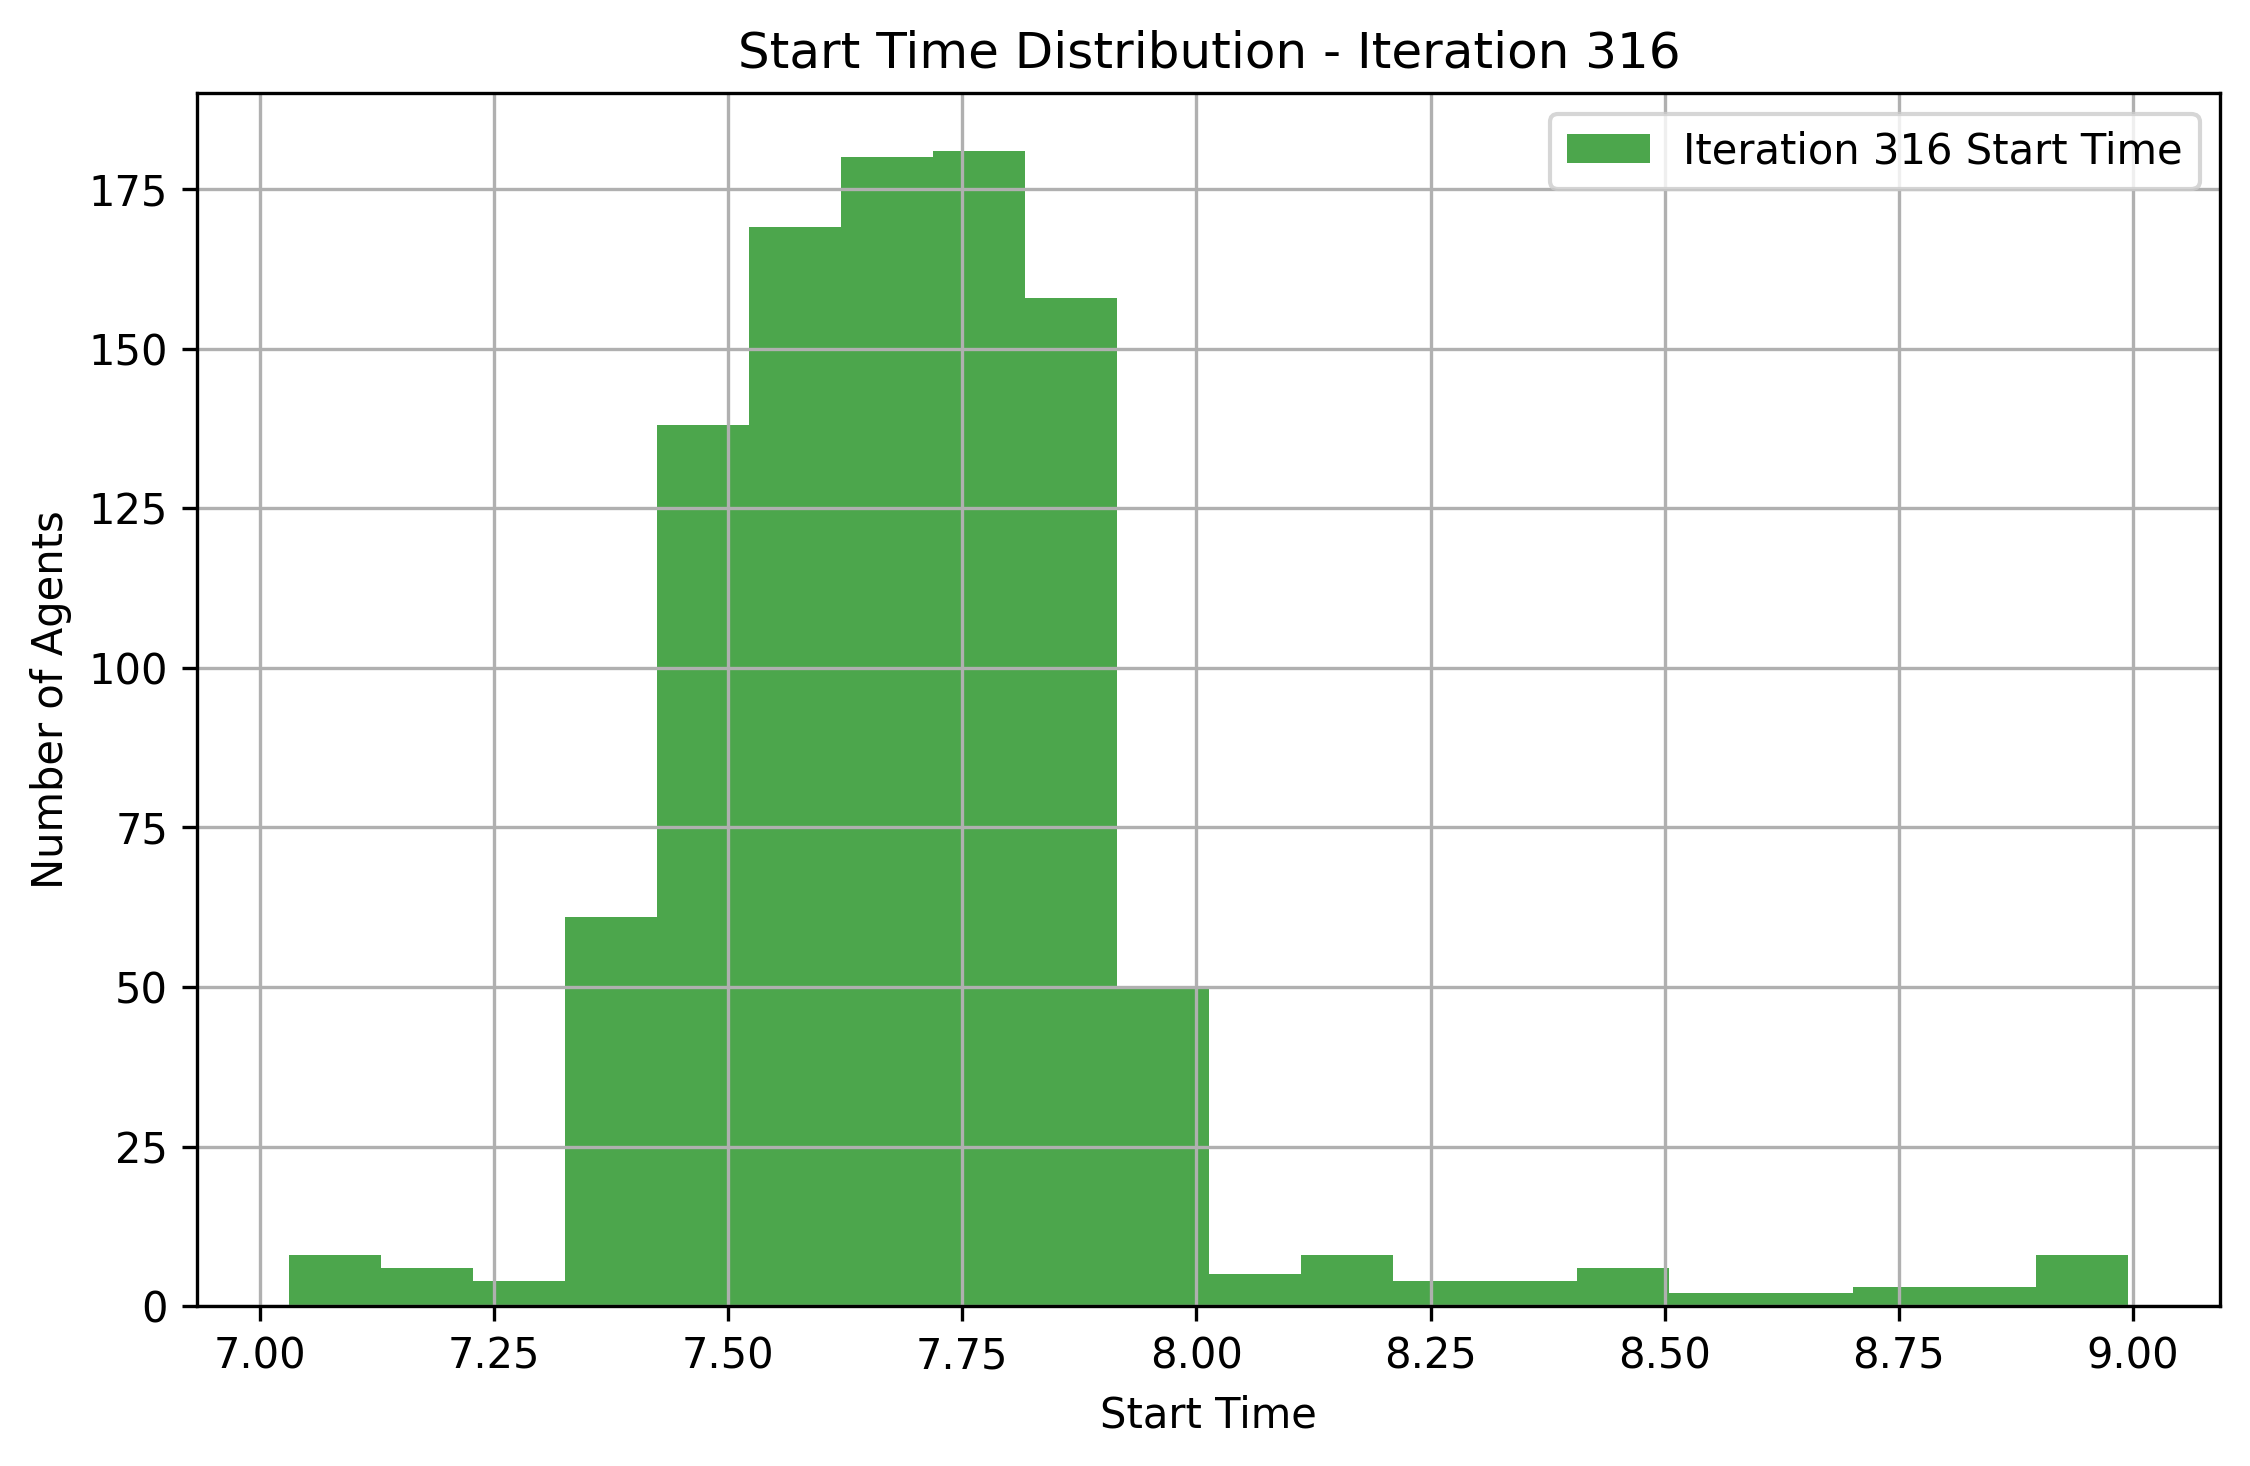 Start Time Distribution - Iteration 316
Iteration 316 Start Time
Number of Agents
175
150
125
100
75
50
25
0
7.00 7.25 7.50 7.75 8.00 8.25 8.50 8.75 9.00
Start Time